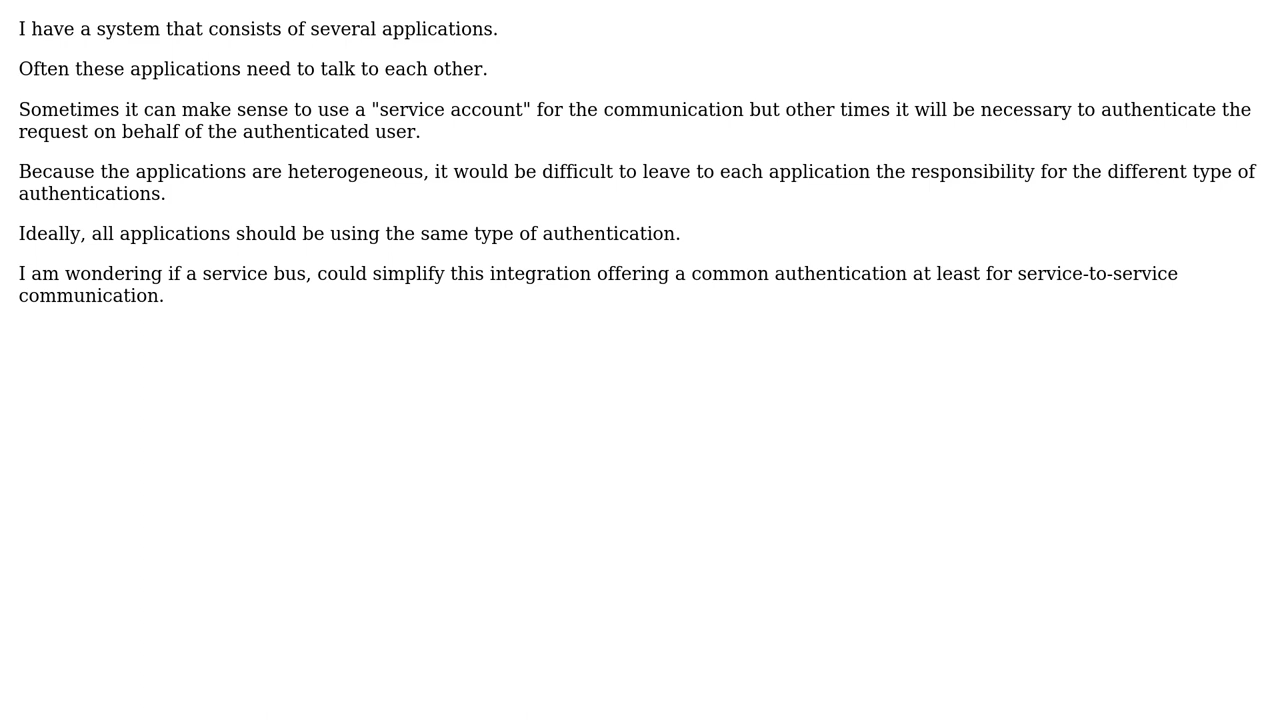 I have a system that consists of several applications.
Often these applications need to talk to each other.
Sometimes it can make sense to use a "service account" for the communication but other times it will be necessary to authenticate the
request on behalf of the authenticated user.
Because the applications are heterogeneous, it would be difficult to leave to each application the responsibility for the different type of
authentications.
Ideally, all applications should be using the same type of authentication.
I am wondering if a service bus, could simplify this integration offering a common authentication at least for service-to-service
communication.